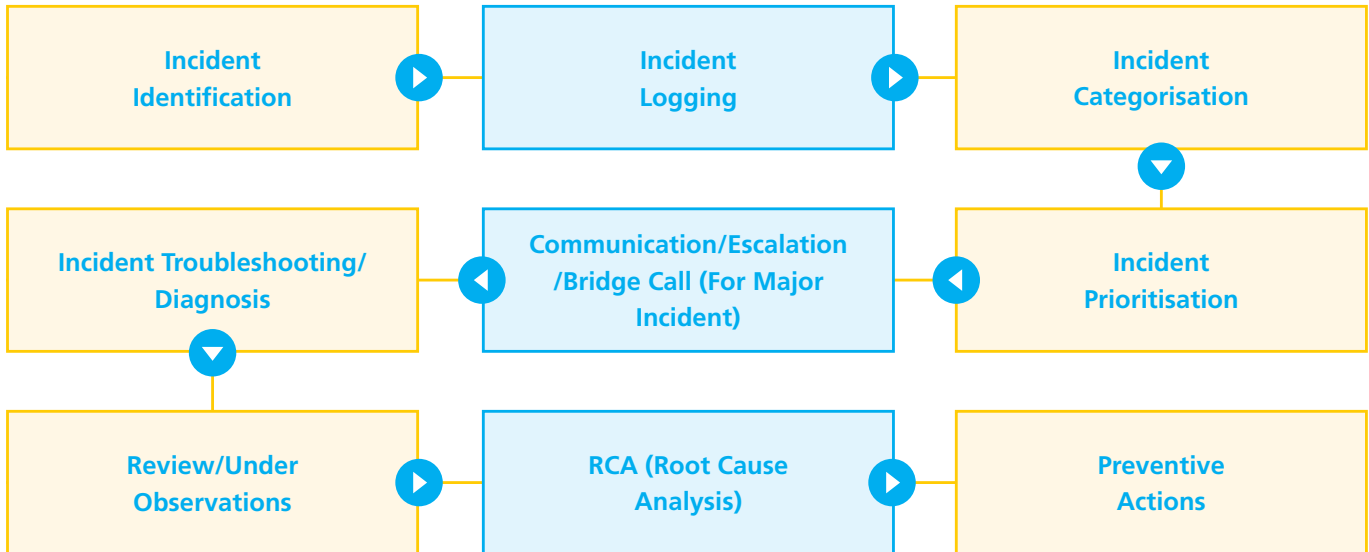 Incident
Identification
Incident
Logging
Incident
Categorisation
Incident Troubleshooting/
Diagnosis
Communication/Escalation
/Bridge Call (For Major
Incident)
Incident
Prioritisation
Review/Under
Observations
RCA (Root Cause
Analysis)
Preventive
Actions